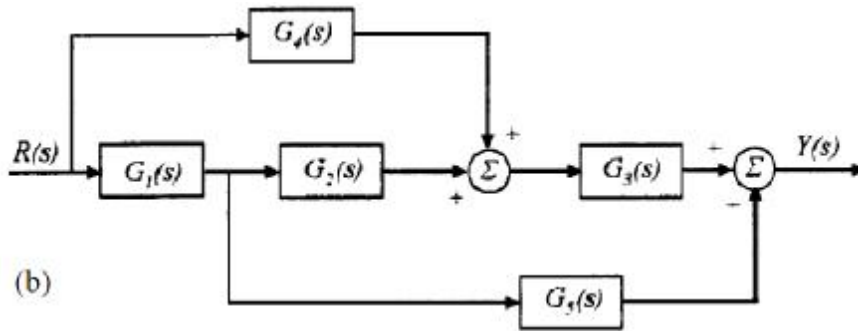 G₄(s)
+
R(s) G₁(s) G₂(s) + Σ G₃(s) + Σ Y(s)
−
(b) G₅(s)